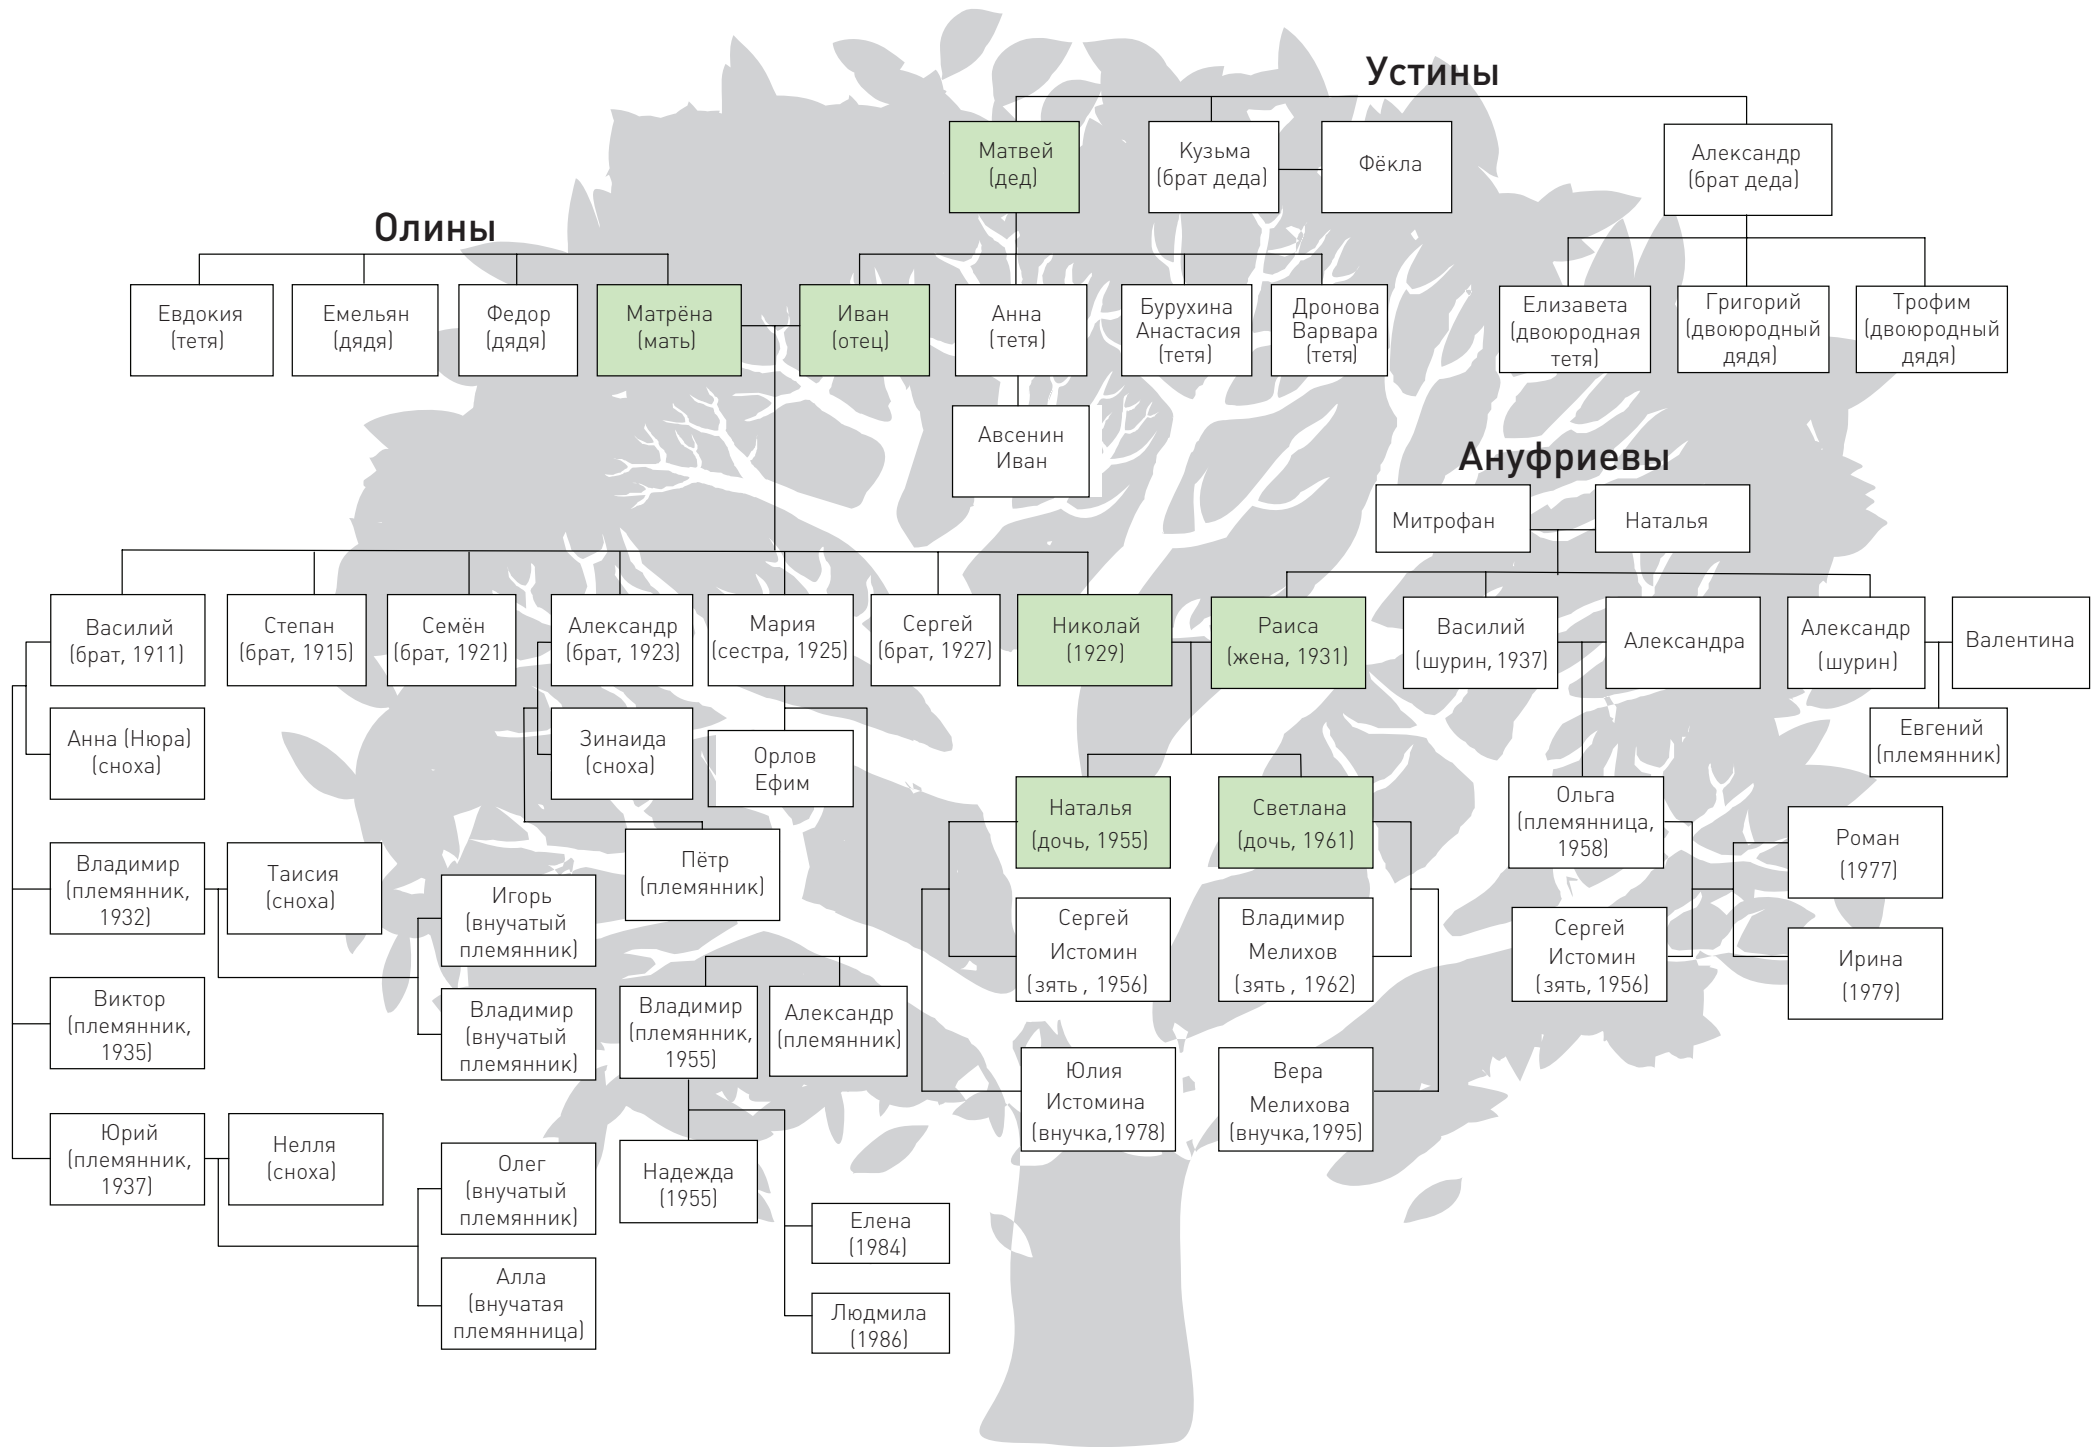 Устины
Матвей
(дед)
Кузьма
(брат деда)
Фёкла
Александр
(брат деда)
Олины
Евдокия
(тетя)
Емельян
(дядя)
Федор
(дядя)
Матрёна
(мать)
Иван
(отец)
Анна
(тетя)
Бурухина
Анастасия
(тетя)
Дронова
Варвара
(тетя)
Елизавета
(двоюродная
тетя)
Григорий
(двоюродный
дядя)
Трофим
(двоюродный
дядя)
Авсенин
Иван
Ануфриевы
Митрофан
Наталья
Василий
(брат, 1911)
Степан
(брат, 1915)
Семён
(брат, 1921)
Александр
(брат, 1923)
Мария
(сестра, 1925)
Сергей
(брат, 1927)
Николай
(1929)
Раиса
(жена, 1931)
Василий
(шурин, 1937)
Александра
Александр
(шурин)
Валентина
Анна (Нюра)
(сноха)
Зинаида
(сноха)
Орлов
Ефим
Евгений
(племянник)
Наталья
(дочь, 1955)
Светлана
(дочь, 1961)
Ольга
(племянница,
1958)
Роман
(1977)
Владимир
(племянник,
1932)
Таисия
(сноха)
Игорь
(внучатый
племянник)
Пётр
(племянник)
Сергей
Истомин
(зять , 1956)
Владимир
Мелихов
(зять , 1962)
Сергей
Истомин
(зять, 1956)
Ирина
(1979)
Виктор
(племянник,
1935)
Владимир
(внучатый
племянник)
Владимир
(племянник,
1955)
Александр
(племянник)
Юлия
Истомина
(внучка,1978)
Вера
Мелихова
(внучка,1995)
Юрий
(племянник,
1937)
Нелля
(сноха)
Олег
(внучатый
племянник)
Надежда
(1955)
Елена
(1984)
Алла
(внучатая
племянница)
Людмила
(1986)